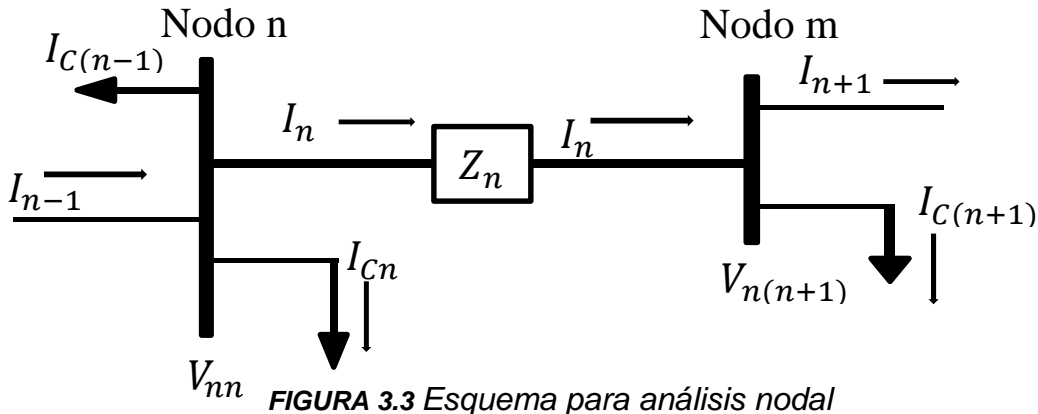 Nodo n
Nodo m
I_{C(n-1)}
I_{n+1}
I_n
I_n
Z_n
I_{n-1}
I_{C(n+1)}
I_{Cn}
V_{n(n+1)}
V_{nn}
FIGURA 3.3 Esquema para análisis nodal